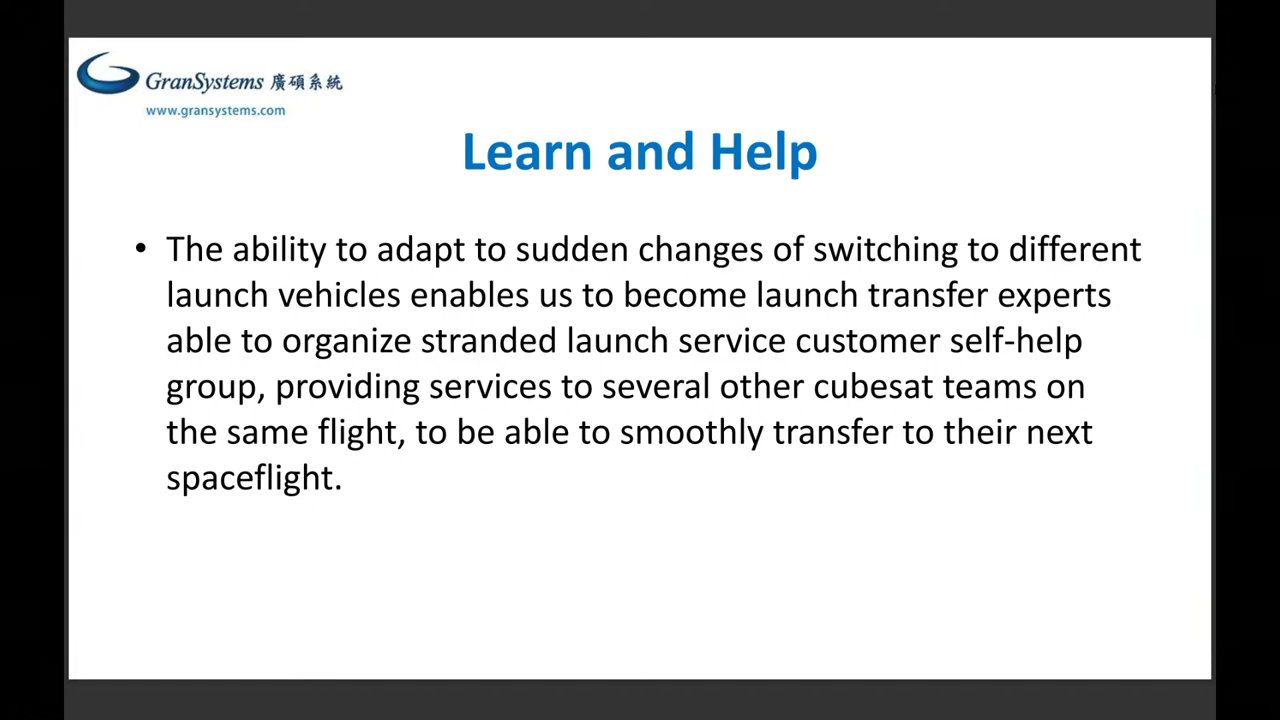 GranSystems 廣碩系統
www.gransystems.com
Learn and Help
• The ability to adapt to sudden changes of switching to different
launch vehicles enables us to become launch transfer experts
able to organize stranded launch service customer self-help
group, providing services to several other cubesat teams on
the same flight, to be able to smoothly transfer to their next
spaceflight.